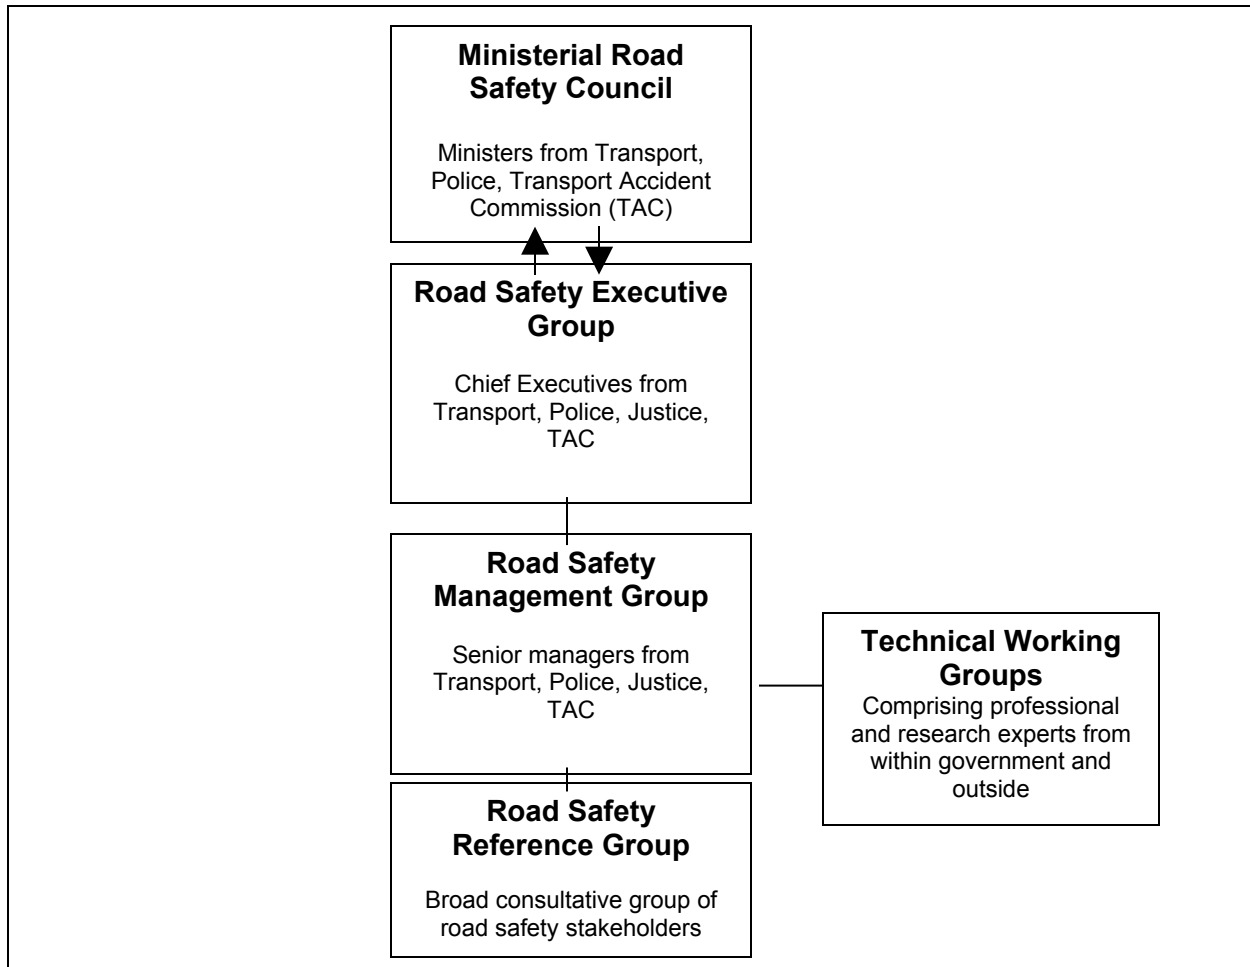 Ministerial Road
Safety Council
Ministers from Transport,
Police, Transport Accident
Commission (TAC)
Road Safety Executive
Group
Chief Executives from
Transport, Police, Justice,
TAC
Road Safety
Management Group
Senior managers from
Transport, Police, Justice,
TAC
Technical Working
Groups
Comprising professional
and research experts from
within government and
outside
Road Safety
Reference Group
Broad consultative group of
road safety stakeholders